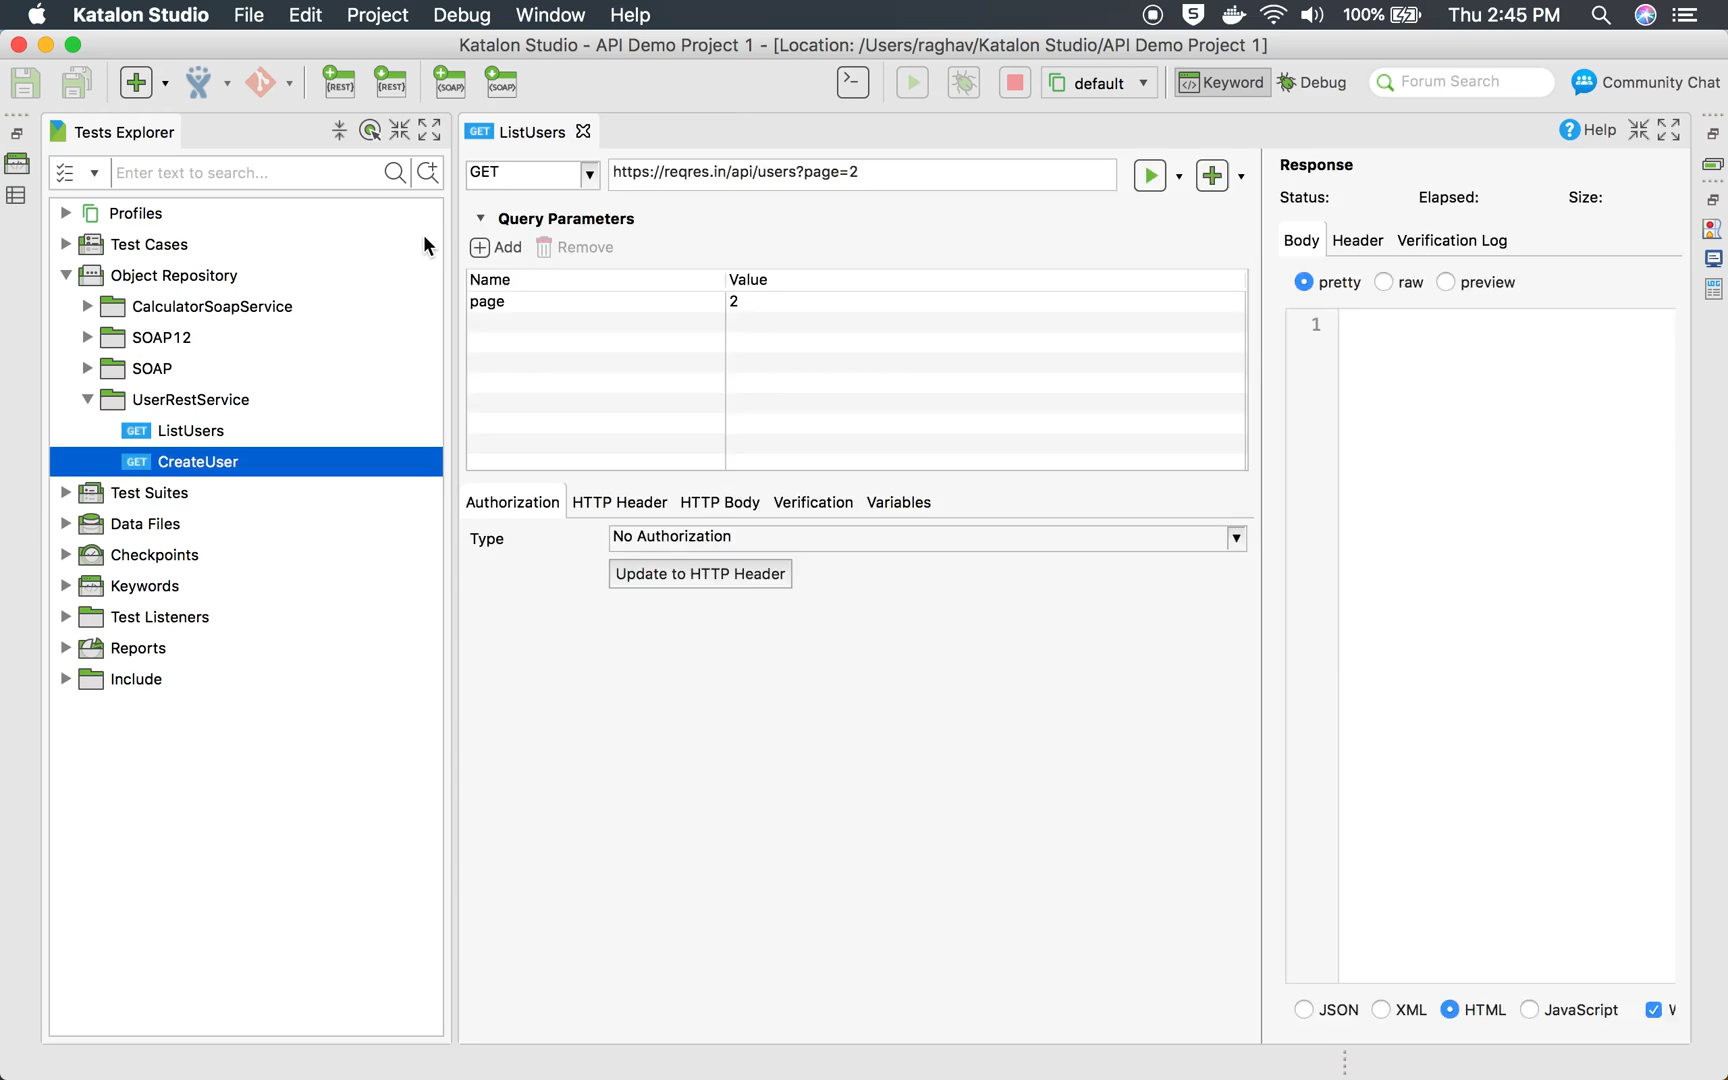 Katalon Studio File Edit Project Debug Window Help 100% Thu 2:45 PM
Katalon Studio - API Demo Project 1 - [Location: /Users/raghav/Katalon Studio/API Demo Project 1]
{REST} {REST} {SOAP} {SOAP} default Keyword Debug Forum Search Community Chat
Tests Explorer
GET ListUsers
Help
Enter text to search...
Profiles
Test Cases
Object Repository
CalculatorSoapService
SOAP12
SOAP
UserRestService
GET ListUsers
GET CreateUser
Test Suites
Data Files
Checkpoints
Keywords
Test Listeners
Reports
Include
GET https://reqres.in/api/users?page=2
Query Parameters
Add Remove
Name Value
page 2
Authorization HTTP Header HTTP Body Verification Variables
Type No Authorization
Update to HTTP Header
Response
Status: Elapsed: Size:
Body Header Verification Log
pretty raw preview
1
JSON XML HTML JavaScript